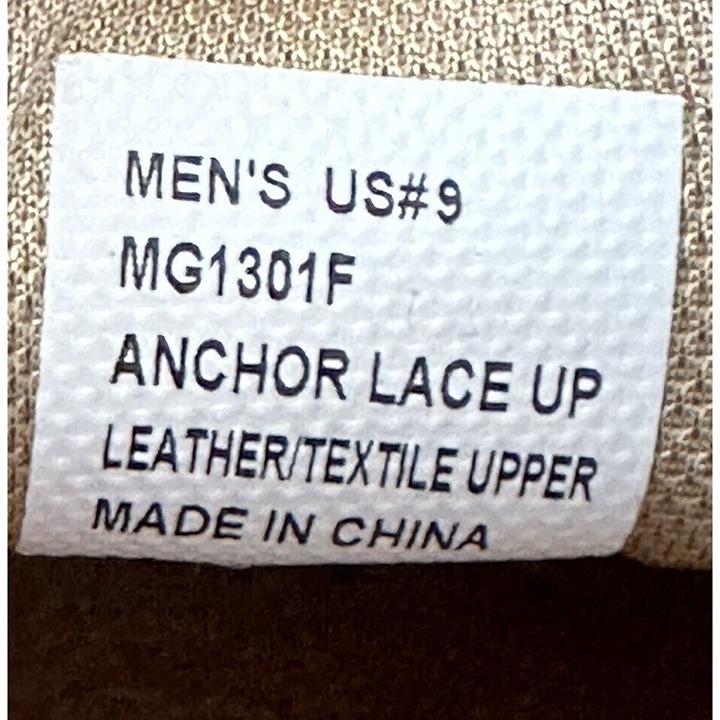 MEN'S US#9
MG1301F
ANCHOR LACE UP
LEATHER/TEXTILE UPPER
MADE IN CHINA